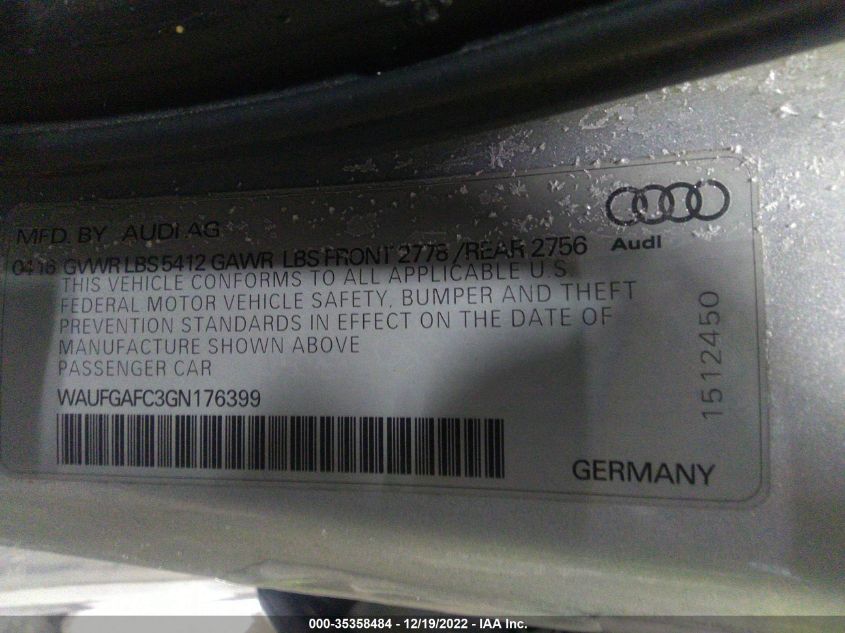 MFD. BY AUDI AG
Audi
0416 GVWR LBS 5412 GAWR LBS FRONT 2778 /REAR 2756
THIS VEHICLE CONFORMS TO ALL APPLICABLE U.S.
FEDERAL MOTOR VEHICLE SAFETY, BUMPER AND THEFT
PREVENTION STANDARDS IN EFFECT ON THE DATE OF
MANUFACTURE SHOWN ABOVE
PASSENGER CAR
WAUFGAFC3GN176399
1512450
GERMANY
000-35358484 - 12/19/2022 - IAA Inc.